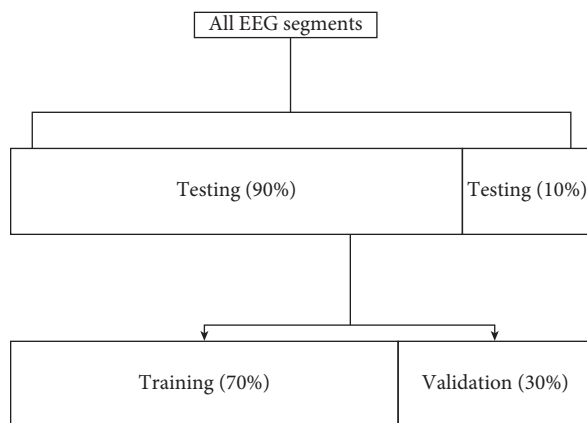 All EEG segments
Testing (90%)
Testing (10%)
Training (70%)
Validation (30%)